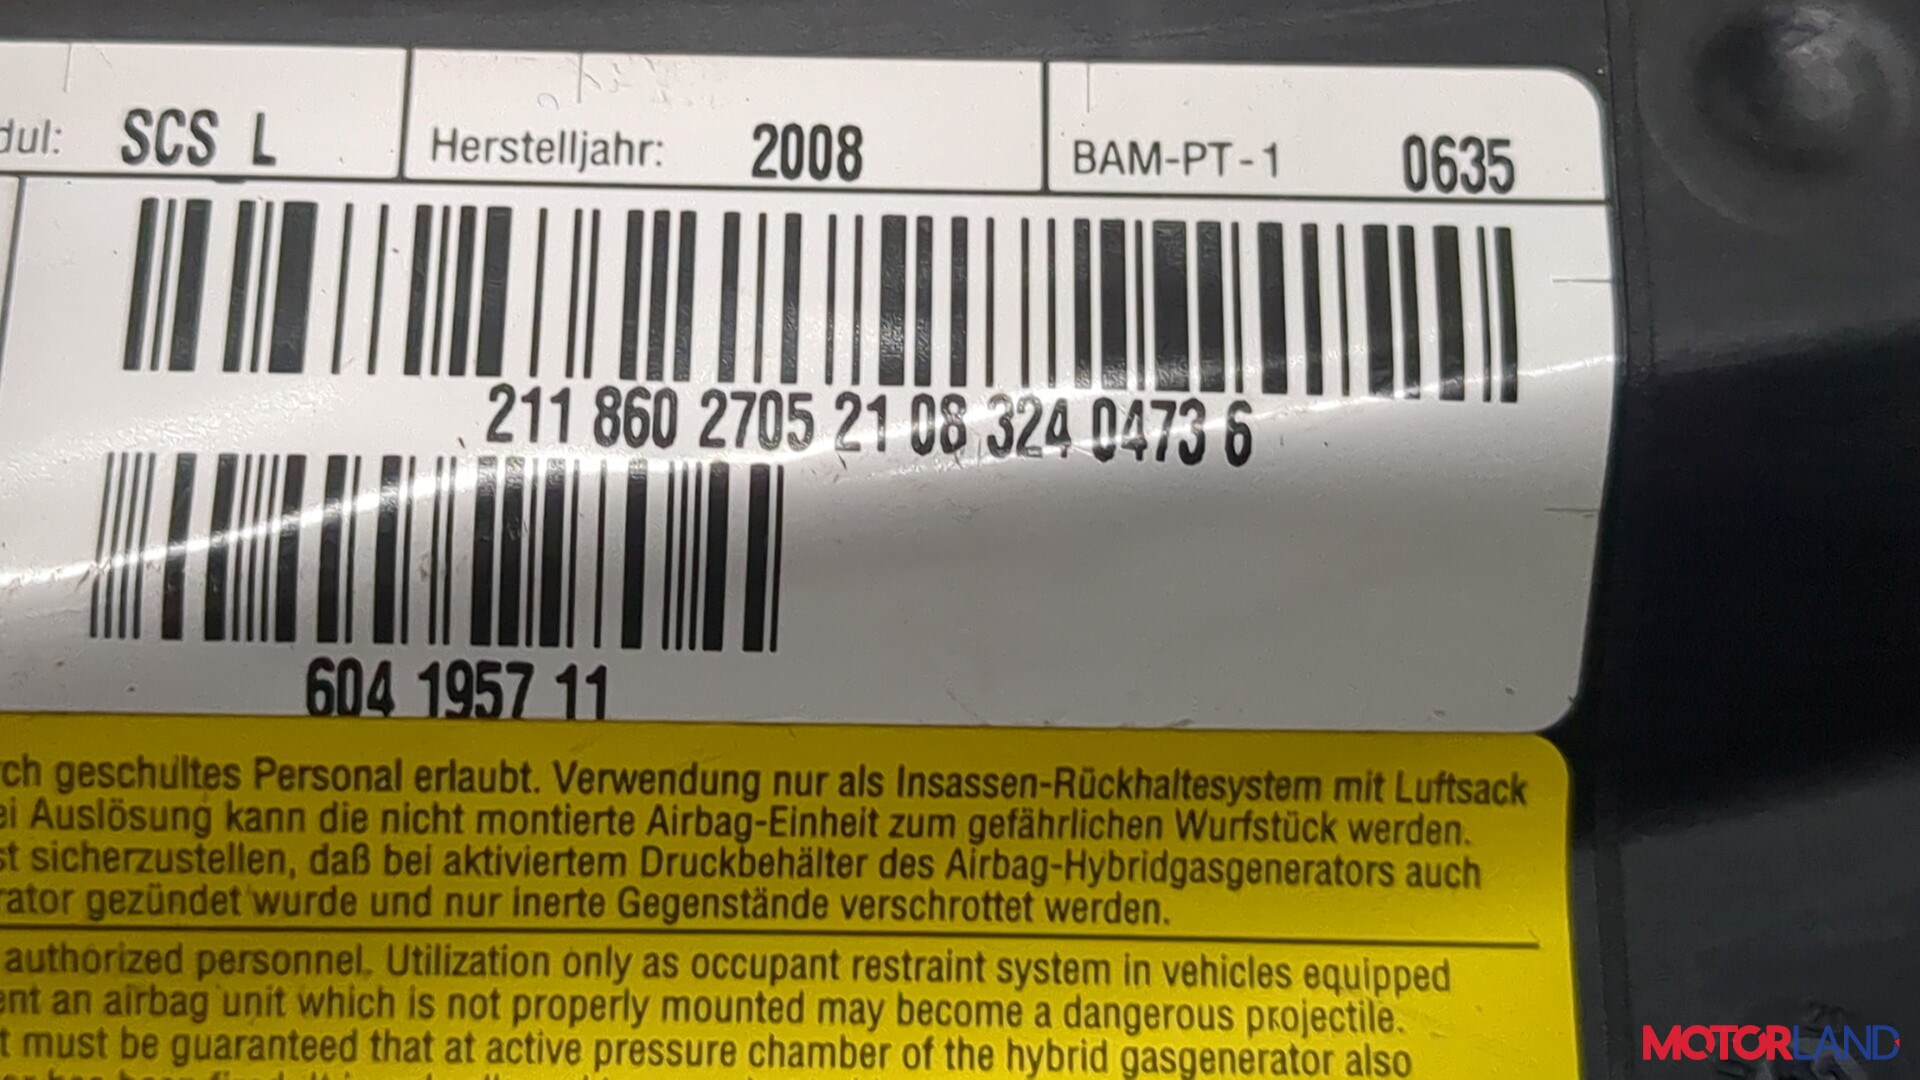 dul: SCS L Herstelljahr: 2008 BAM-PT-1 0635
211 860 2705 21 08 324 0473 6
604 1957 11
ch geschultes Personal erlaubt. Verwendung nur als Insassen-Rückhaltesystem mit Luftsack
ei Auslösung kann die nicht montierte Airbag-Einheit zum gefährlichen Wurfstück werden.
st sicherzustellen, daß bei aktiviertem Druckbehälter des Airbag-Hybridgasgenerators auch
rator gezündet wurde und nur inerte Gegenstände verschrottet werden.
authorized personnel. Utilization only as occupant restraint system in vehicles equipped
ent an airbag unit which is not properly mounted may become a dangerous projectile.
t must be guaranteed that at active pressure chamber of the hybrid gasgenerator also
MOTORLAND